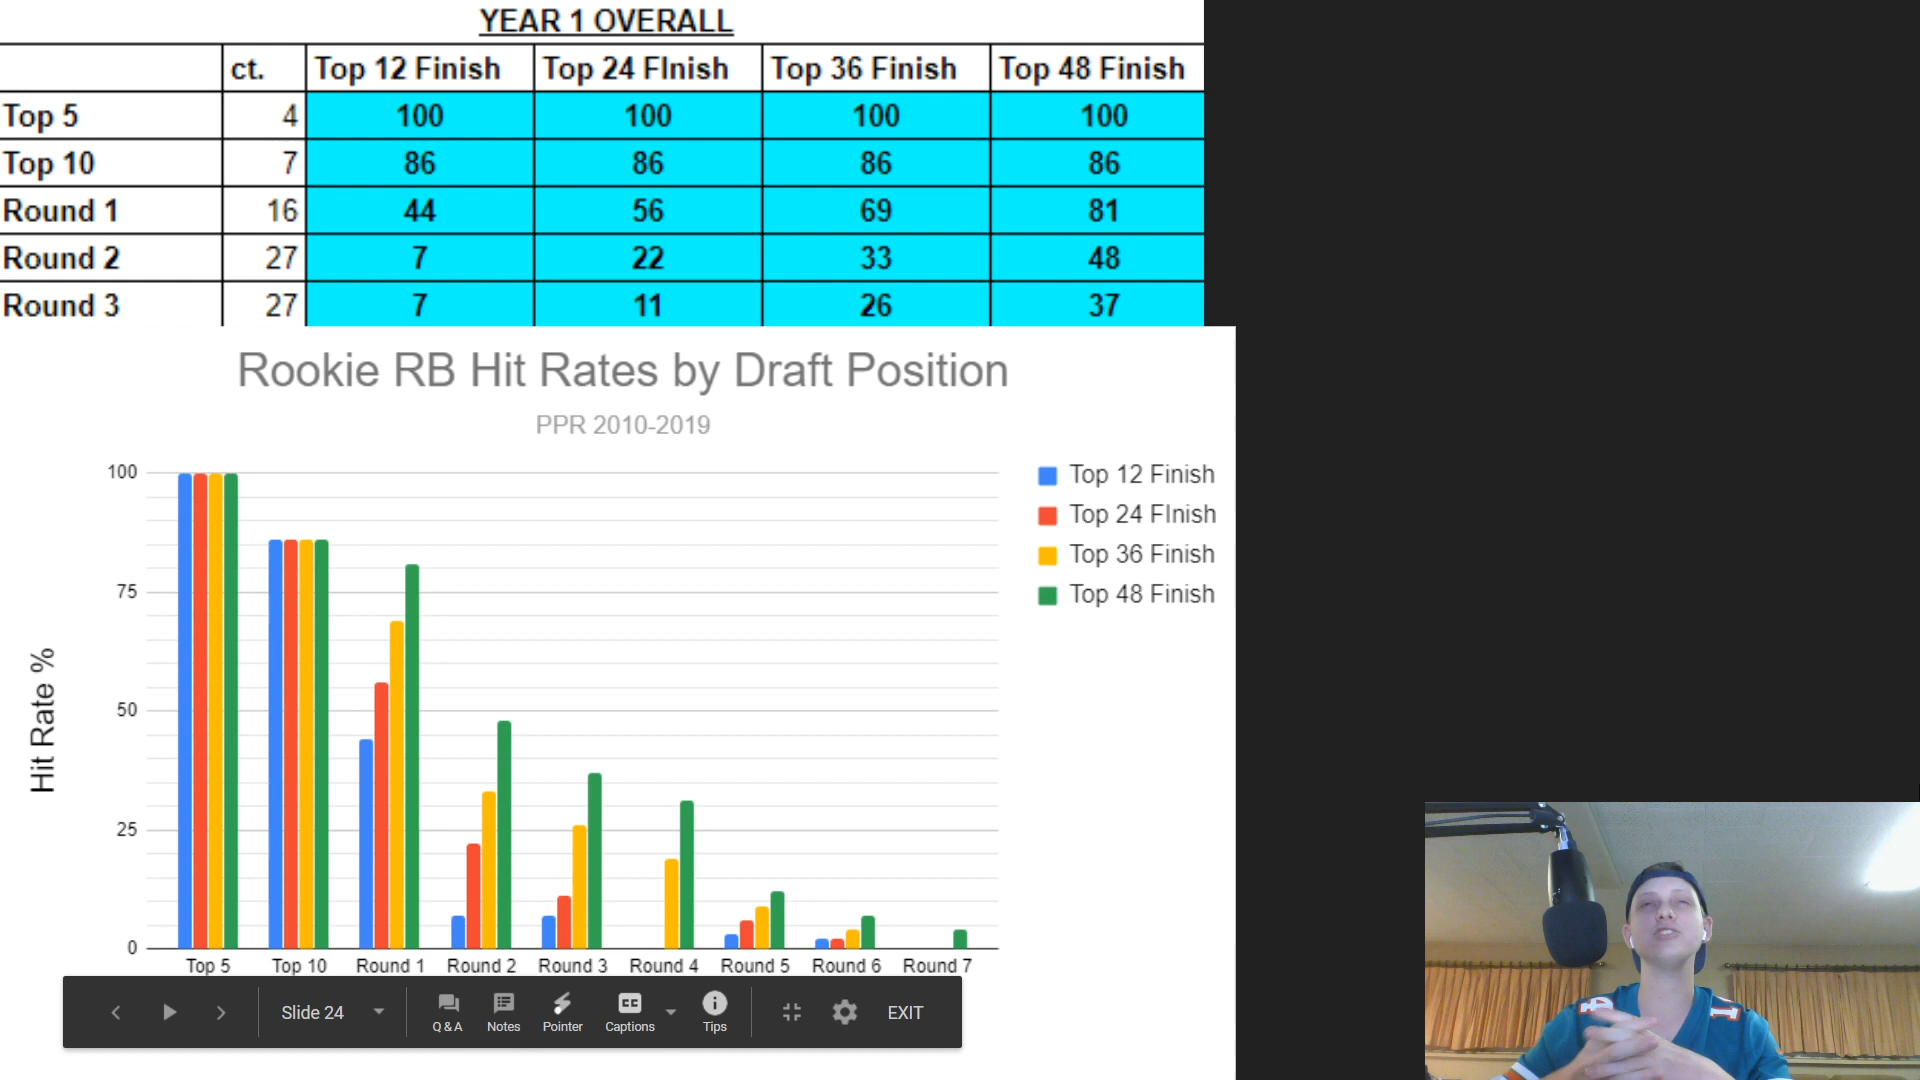 YEAR 1 OVERALL
ct. Top 12 Finish Top 24 FInish Top 36 Finish Top 48 Finish
Top 5 4 100 100 100 100
Top 10 7 86 86 86 86
Round 1 16 44 56 69 81
Round 2 27 7 22 33 48
Round 3 27 7 11 26 37
Rookie RB Hit Rates by Draft Position
PPR 2010-2019
Top 12 Finish
Top 24 FInish
Top 36 Finish
Top 48 Finish
Hit Rate %
100
75
50
25
0
Top 5 Top 10 Round 1 Round 2 Round 3 Round 4 Round 5 Round 6 Round 7
Slide 24 Q & A Notes Pointer CC Captions Tips EXIT